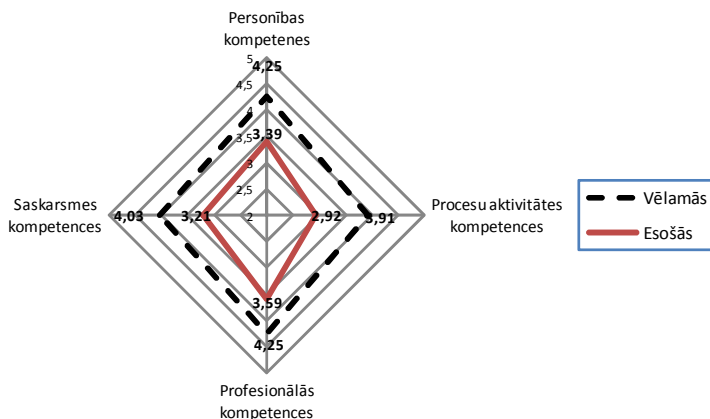 Personības
kompetenes
5
4,25
4,5
4
3,5
3,39
3
2,5
2
Saskarsmes
kompetences
4,03
3,21
2,92
3,91
Procesu aktivitātes
kompetences
3,59
4,25
Profesionālās
kompetences
Vēlamās
Esošās